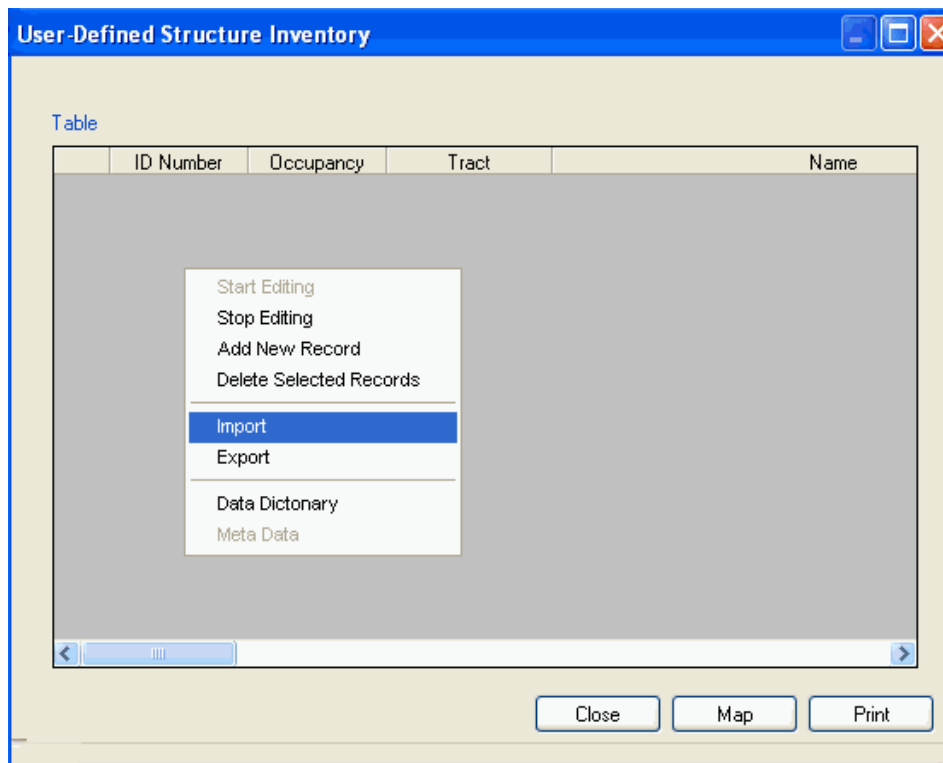 User-Defined Structure Inventory
Table
ID Number Occupancy Tract Name
Start Editing
Stop Editing
Add New Record
Delete Selected Records
Import
Export
Data Dictonary
Meta Data
Close Map Print